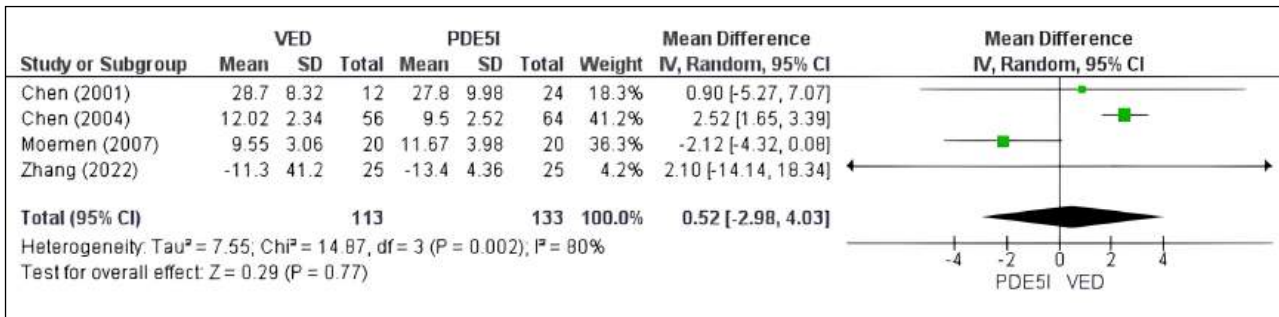 VED PDE5I Mean Difference Mean Difference
Study or Subgroup Mean SD Total Mean SD Total Weight IV, Random, 95% CI IV, Random, 95% CI
Chen (2001) 28.7 8.32 12 27.8 9.98 24 18.3% 0.90 [-5.27, 7.07]
Chen (2004) 12.02 2.34 56 9.5 2.52 64 41.2% 2.52 [1.65, 3.39]
Moemen (2007) 9.55 3.06 20 11.67 3.98 20 36.3% -2.12 [-4.32, 0.08]
Zhang (2022) -11.3 41.2 25 -13.4 4.36 25 4.2% 2.10 [-14.14, 18.34]
Total (95% CI) 113 133 100.0% 0.52 [-2.98, 4.03]
Heterogeneity: Tau² = 7.55; Chi² = 14.87, df = 3 (P = 0.002); I² = 80%
Test for overall effect: Z = 0.29 (P = 0.77)
-4 -2 0 2 4
PDE5I VED